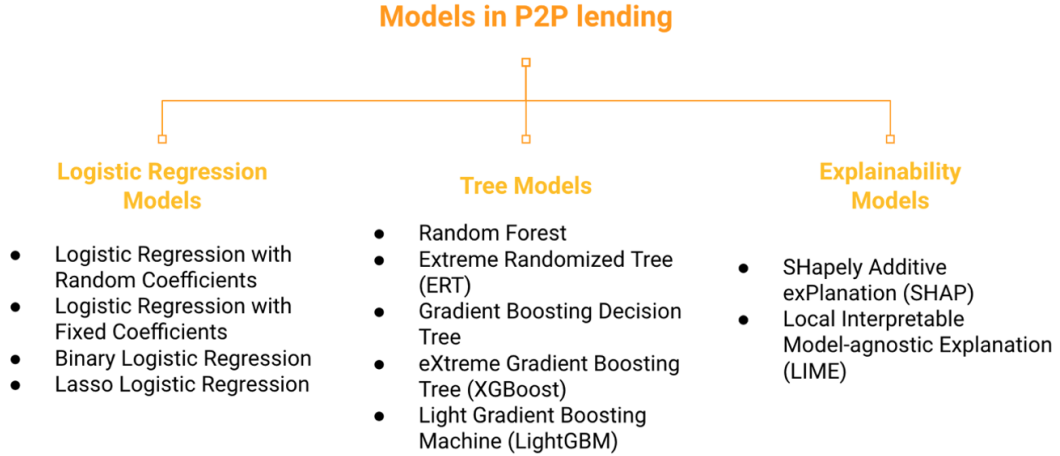 Models in P2P lending
Logistic Regression
Models
● Logistic Regression with
Random Coefficients
● Logistic Regression with
Fixed Coefficients
● Binary Logistic Regression
● Lasso Logistic Regression
Tree Models
● Random Forest
● Extreme Randomized Tree
(ERT)
● Gradient Boosting Decision
Tree
● eXtreme Gradient Boosting
Tree (XGBoost)
● Light Gradient Boosting
Machine (LightGBM)
Explainability
Models
● SHapely Additive
exPlanation (SHAP)
● Local Interpretable
Model-agnostic Explanation
(LIME)